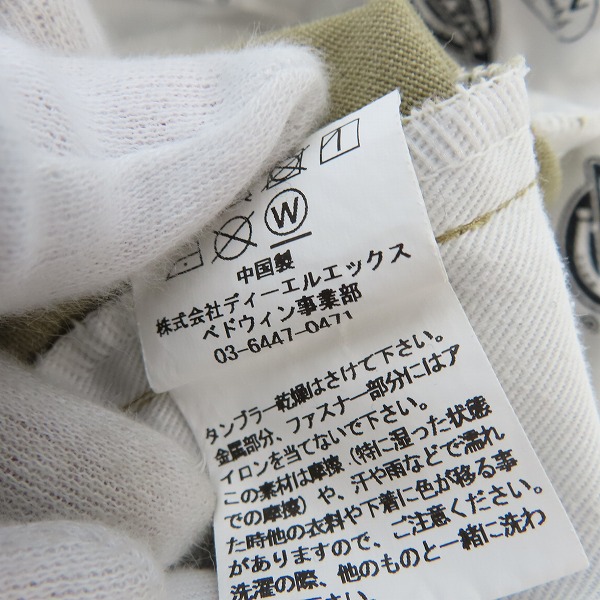 W
中国製
株式会社ディーエルエックス
ベドウィン事業部
03-6447-0471
タンブラー乾燥はさけて下さい。
金属部分、ファスナー部分にはア
イロンを当てないで下さい。
この素材は摩擦(特に湿った状態
での摩擦)や、汗や雨などで濡れ
た時他の衣料や下着に色が移る事
がありますので、ご注意ください。
洗濯の際、他のものと一緒に洗わ
下さい。